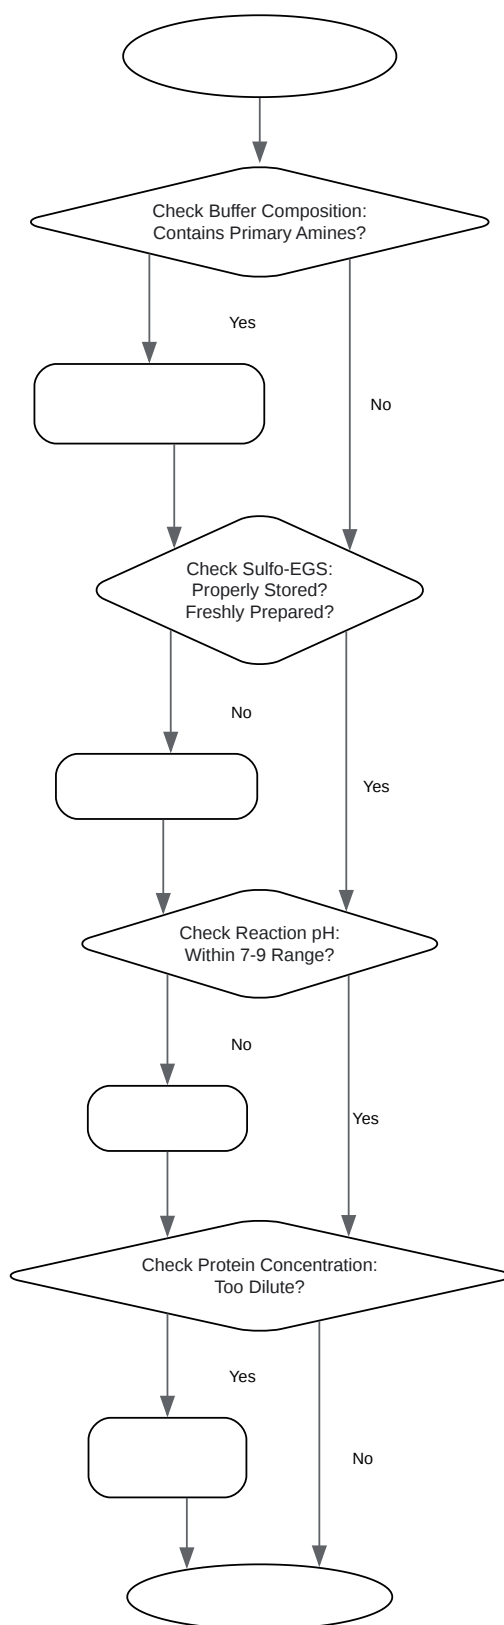 Check Buffer Composition:
Contains Primary Amines?
Yes
No
Check Sulfo-EGS:
Properly Stored?
Freshly Prepared?
No
Yes
Check Reaction pH:
Within 7-9 Range?
No
Yes
Check Protein Concentration:
Too Dilute?
Yes
No